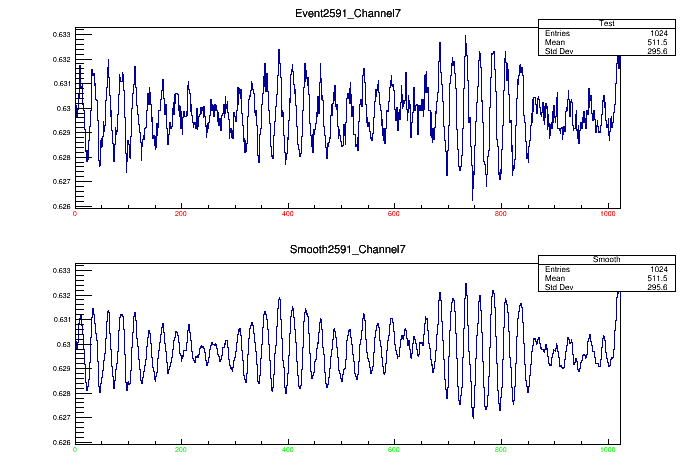 Event2591_Channel7
Test
Entries 1024
Mean 511.5
Std Dev 295.6
0.633
0.632
0.631
0.63
0.629
0.628
0.627
0.626
0 200 400 600 800 1000
Smooth2591_Channel7
Smooth
Entries 1024
Mean 511.5
Std Dev 295.6
0.633
0.632
0.631
0.63
0.629
0.628
0.627
0.626
0 200 400 600 800 1000